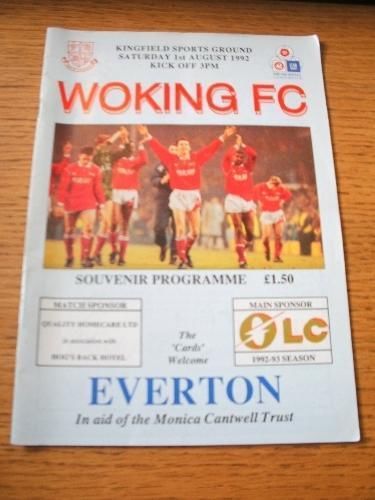 KINGFIELD SPORTS GROUND
SATURDAY 1st AUGUST 1992
KICK OFF 3PM
WOKING FC
SOUVENIR PROGRAMME £1.50
MATCH SPONSOR
QUALITY HOMECARE LTD
in association with
HOG'S BACK HOTEL
The
'Cards'
Welcome
MAIN SPONSOR
OLC
1992-93 SEASON
EVERTON
In aid of the Monica Cantwell Trust